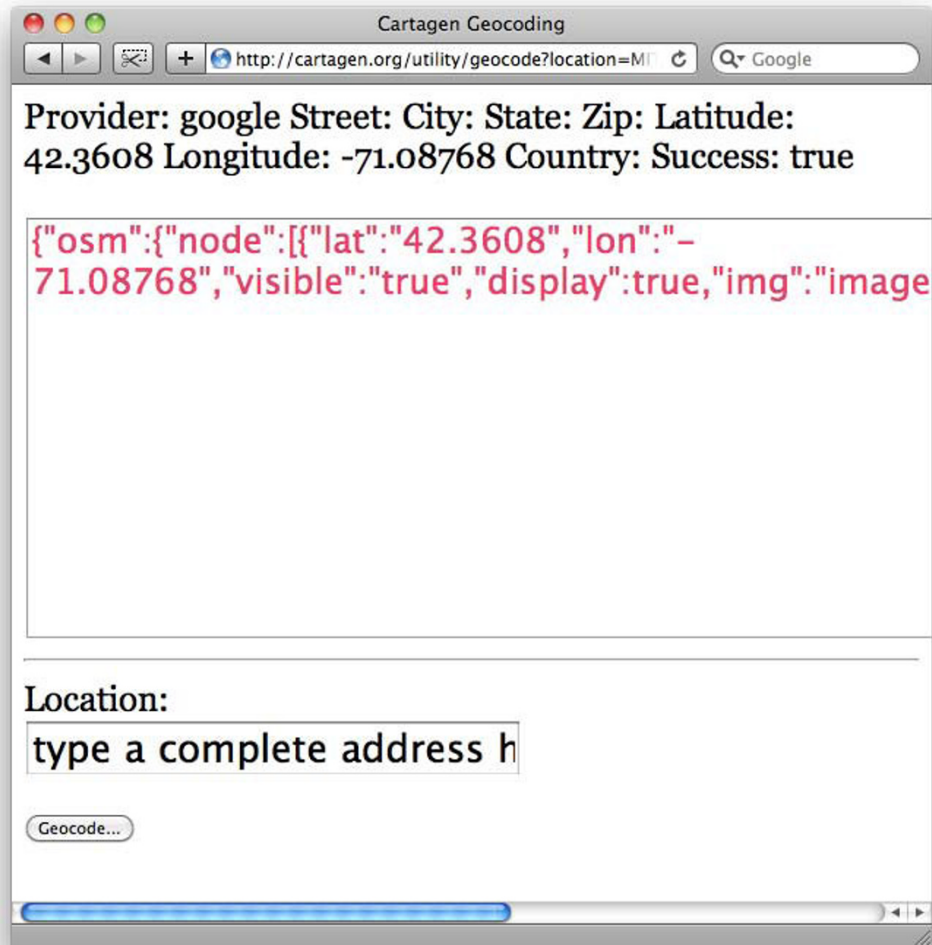 Cartagen Geocoding
http://cartagen.org/utility/geocode?location=MI
Google
Provider: google Street: City: State: Zip: Latitude:
42.3608 Longitude: -71.08768 Country: Success: true
{"osm":{"node":[{"lat":"42.3608","lon":"-
71.08768","visible":"true","display":true,"img":"image
Location:
type a complete address h
Geocode...